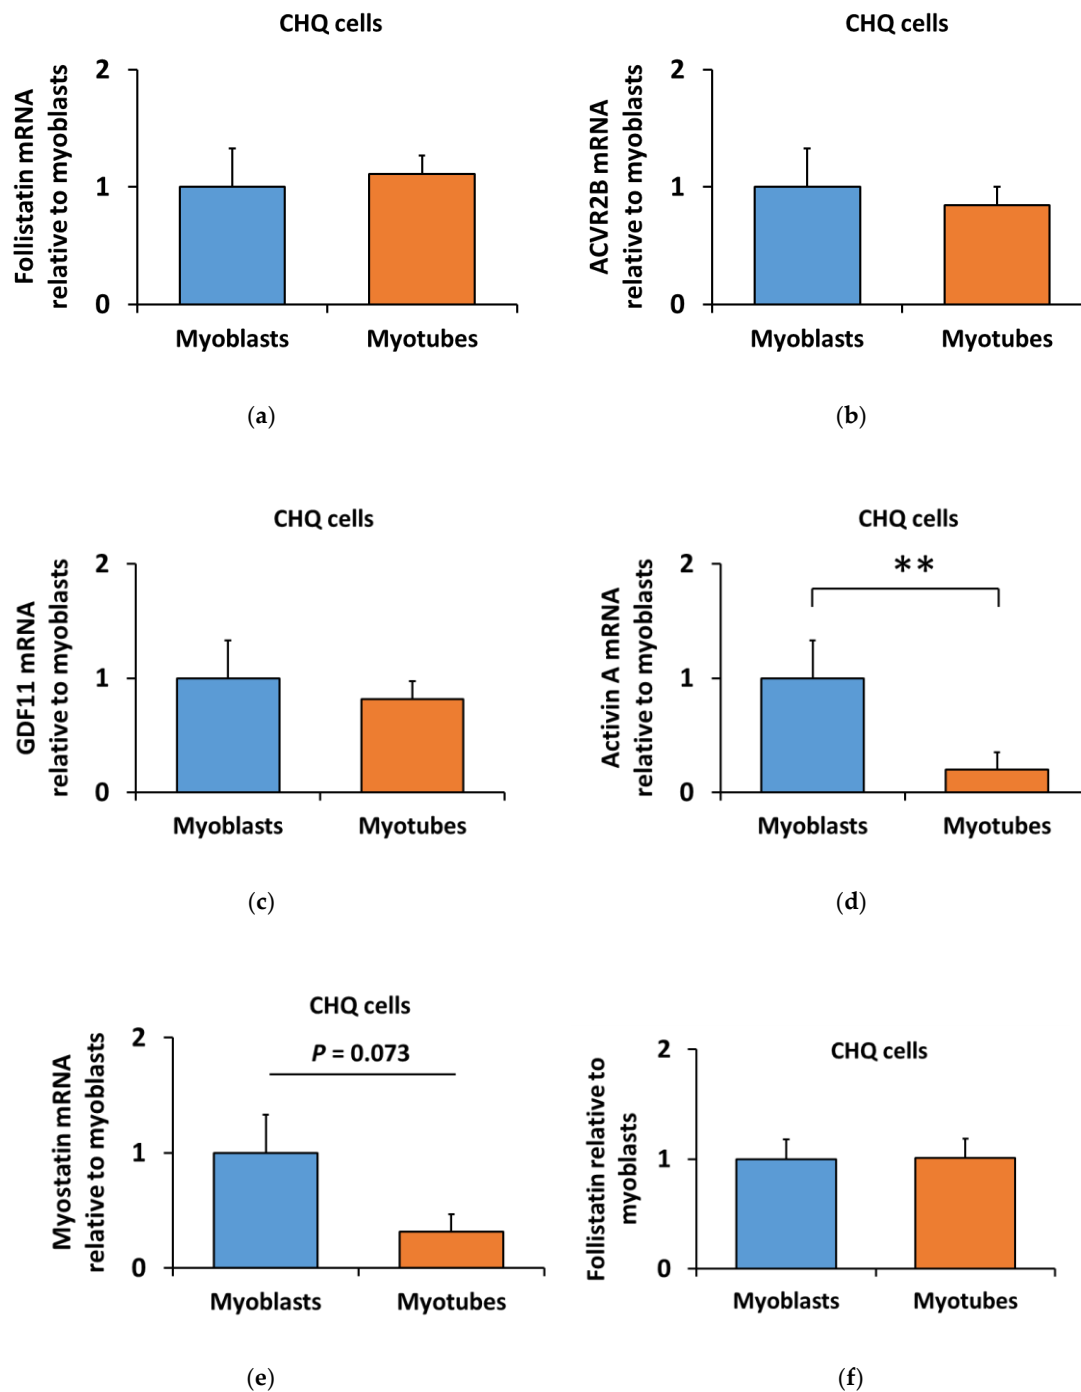 CHQ cells
Follistatin mRNA
relative to myoblasts
2
1
0
Myoblasts Myotubes
(a)
CHQ cells
ACVR2B mRNA
relative to myoblasts
2
1
0
Myoblasts Myotubes
(b)
CHQ cells
GDF11 mRNA
relative to myoblasts
2
1
0
Myoblasts Myotubes
(c)
CHQ cells
Activin A mRNA
relative to myoblasts
2
1
0
**
Myoblasts Myotubes
(d)
CHQ cells
Myostatin mRNA
relative to myoblasts
2
1
0
P = 0.073
Myoblasts Myotubes
(e)
CHQ cells
Follistatin relative to
myoblasts
2
1
0
Myoblasts Myotubes
(f)